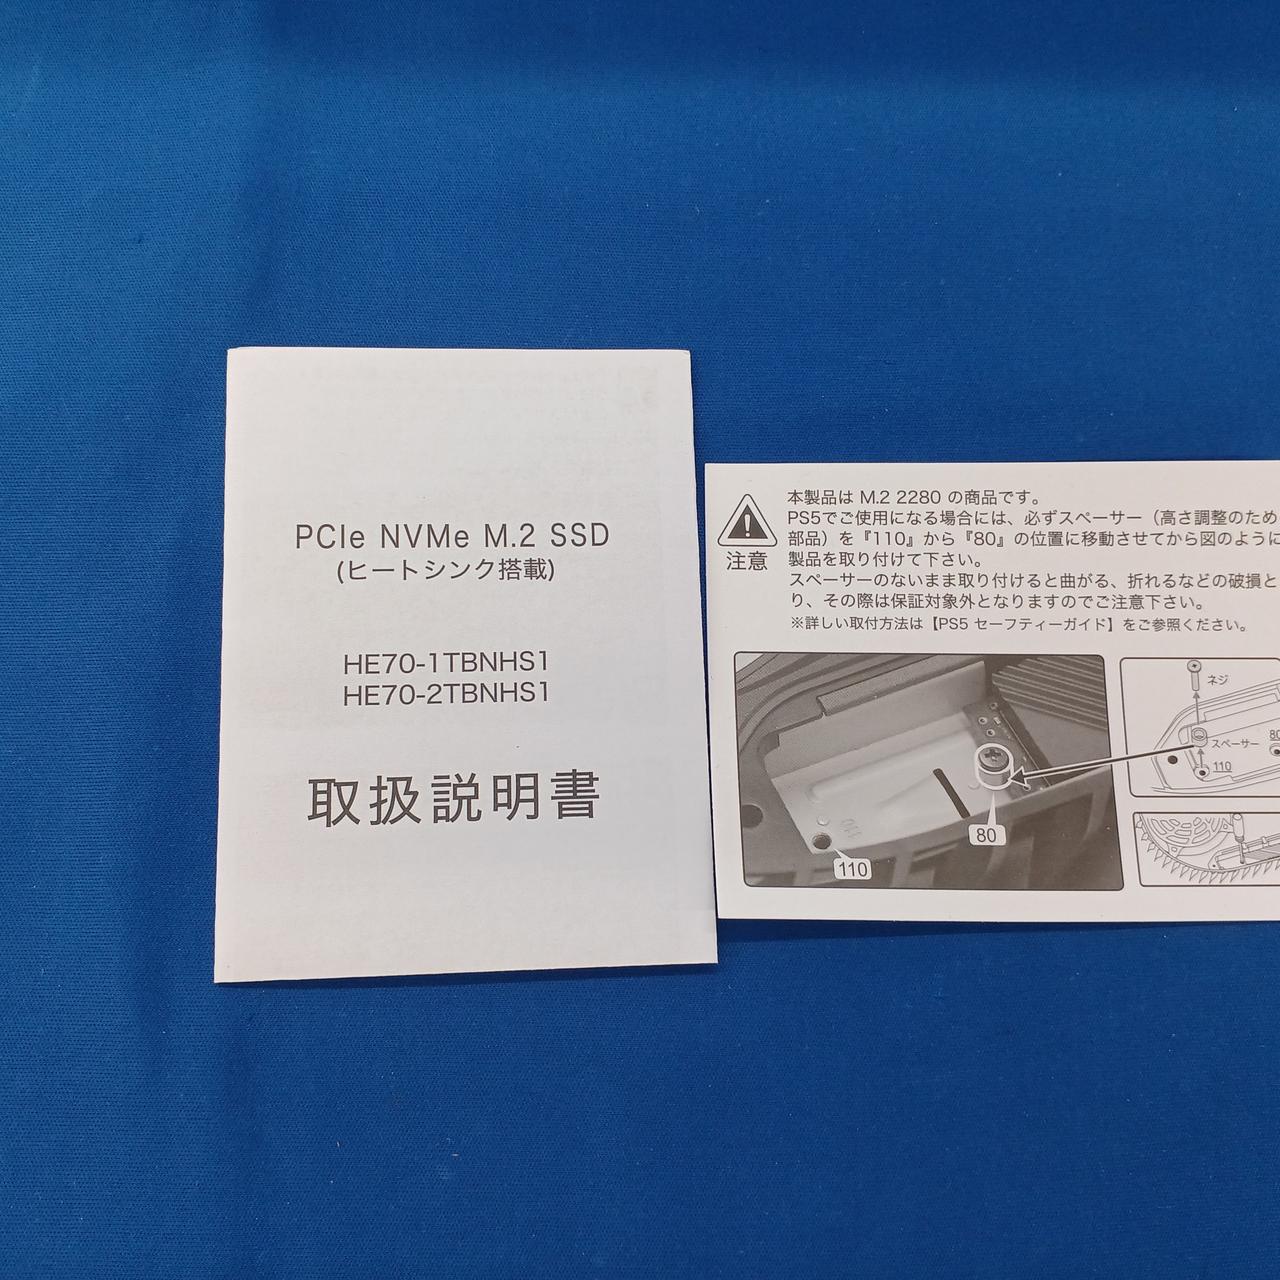 PCIe NVMe M.2 SSD
(ヒートシンク搭載)
HE70-1TBNHS1
HE70-2TBNHS1
取扱説明書
注意
本製品は M.2 2280 の商品です。
PS5でご使用になる場合には、必ずスペーサー（高さ調整のため
部品）を『110』から『80』の位置に移動させてから図のように
製品を取り付けて下さい。
スペーサーのないまま取り付けると曲がる、折れるなどの破損と
り、その際は保証対象外となりますのでご注意下さい。
※詳しい取付方法は【PS5 セーフティーガイド】をご参照ください。
110
80
110
ネジ
スペーサー
80
110